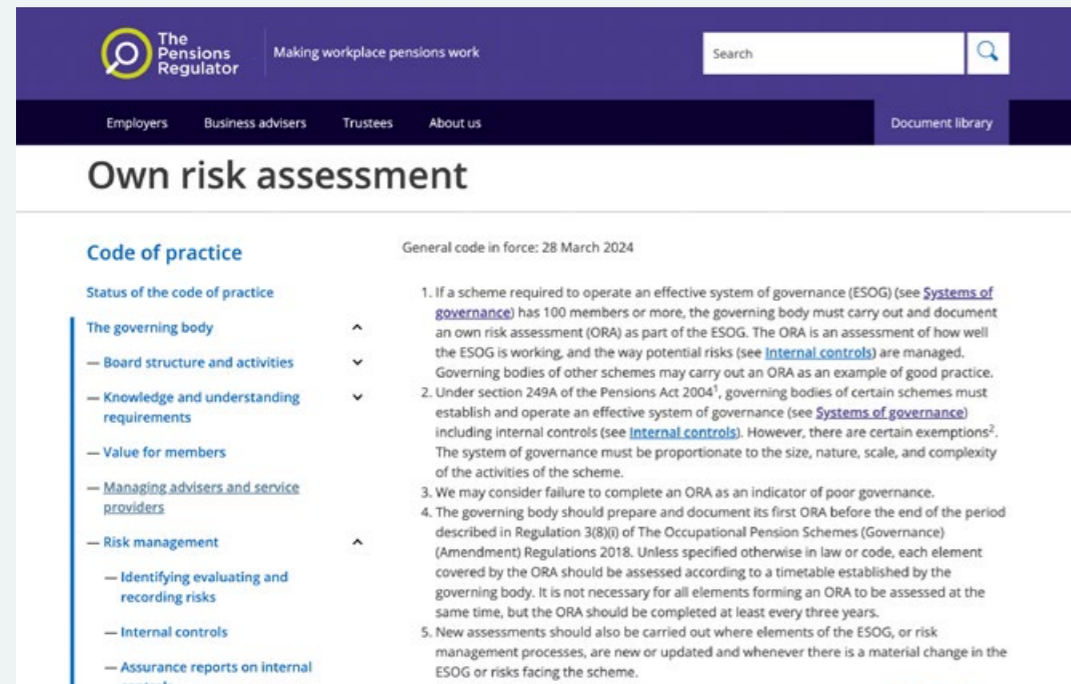 The
Pensions
Regulator
Making workplace pensions work
Search
Employers
Business advisers
Trustees
About us
Document library
Own risk assessment
Code of practice
Status of the code of practice
The governing body
— Board structure and activities
— Knowledge and understanding
requirements
— Value for members
— Managing advisers and service
providers
— Risk management
— Identifying evaluating and
recording risks
— Internal controls
— Assurance reports on internal
General code in force: 28 March 2024
1. If a scheme required to operate an effective system of governance (ESOG) (see Systems of
governance) has 100 members or more, the governing body must carry out and document
an own risk assessment (ORA) as part of the ESOG. The ORA is an assessment of how well
the ESOG is working, and the way potential risks (see Internal controls) are managed.
Governing bodies of other schemes may carry out an ORA as an example of good practice.
2. Under section 249A of the Pensions Act 2004¹, governing bodies of certain schemes must
establish and operate an effective system of governance (see Systems of governance)
including internal controls (see Internal controls). However, there are certain exemptions².
The system of governance must be proportionate to the size, nature, scale, and complexity
of the activities of the scheme.
3. We may consider failure to complete an ORA as an indicator of poor governance.
4. The governing body should prepare and document its first ORA before the end of the period
described in Regulation 3(8)(i) of The Occupational Pension Schemes (Governance)
(Amendment) Regulations 2018. Unless specified otherwise in law or code, each element
covered by the ORA should be assessed according to a timetable established by the
governing body. It is not necessary for all elements forming an ORA to be assessed at the
same time, but the ORA should be completed at least every three years.
5. New assessments should also be carried out where elements of the ESOG, or risk
management processes, are new or updated and whenever there is a material change in the
ESOG or risks facing the scheme.